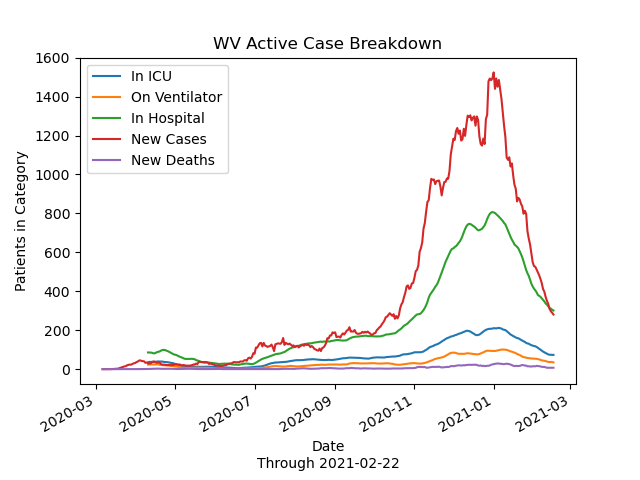 WV Active Case Breakdown
Patients in Category
1600
1400
1200
1000
800
600
400
200
0
In ICU
On Ventilator
In Hospital
New Cases
New Deaths
2020-03
2020-05
2020-07
2020-09
2020-11
2021-01
2021-03
Date
Through 2021-02-22